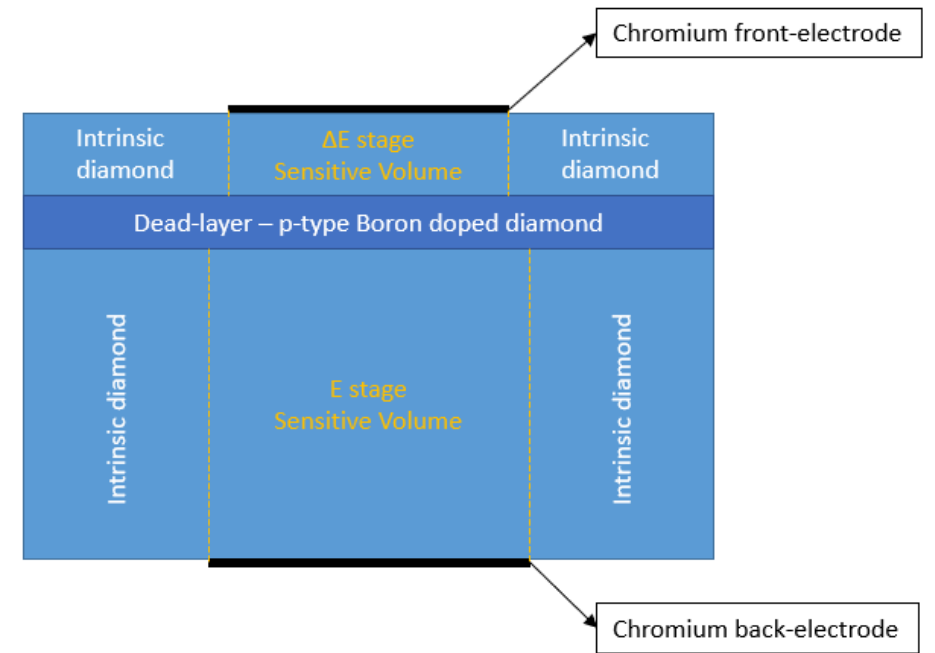 Chromium front-electrode
Intrinsic
diamond
ΔE stage
Sensitive Volume
Intrinsic
diamond
Dead-layer – p-type Boron doped diamond
Intrinsic diamond
E stage
Sensitive Volume
Intrinsic diamond
Chromium back-electrode